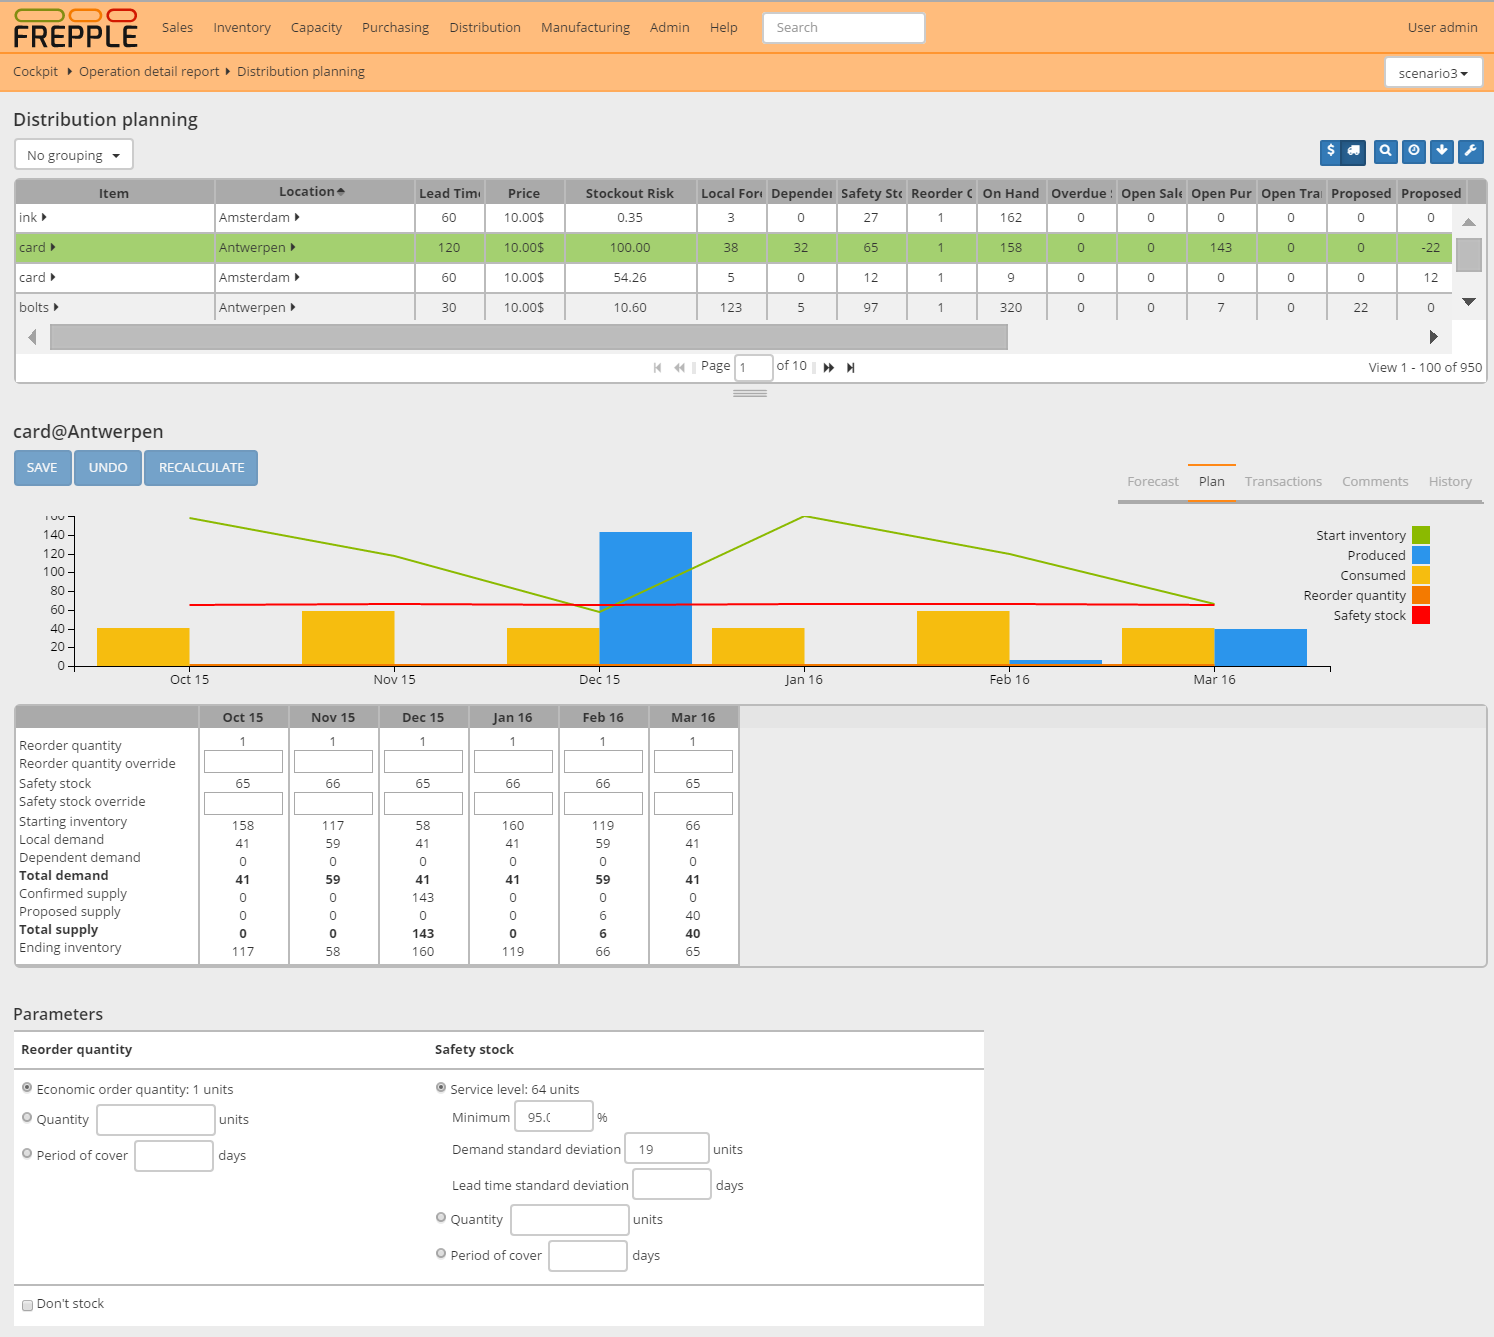 FREPPLE Sales Inventory Capacity Purchasing Distribution Manufacturing Admin Help Search User admin
Cockpit Operation detail report Distribution planning scenario3
Distribution planning
No grouping $
Item Location Lead Price Stockout Risk Local Safety Reorder On Hand Overdue Open Open Open Proposed Proposed
ink Amsterdam 60 10.00$ 0.35 3 0 27 1 162 0 0 0 0 0 0
card Antwerpen 120 10.00$ 100.00 38 32 65 1 158 0 0 143 0 0 -22
card Amsterdam 60 10.00$ 54.26 5 0 12 1 9 0 0 0 0 0 12
bolts Antwerpen 30 10.00$ 10.60 123 5 97 1 320 0 0 7 0 22 0
Page 1 of 10 View 1 - 100 of 950
card@Antwerpen
SAVE UNDO RECALCULATE
Forecast Plan Transactions Comments History
160
140
120
100
80
60
40
20
0
Oct 15 Nov 15 Dec 15 Jan 16 Feb 16 Mar 16
Start inventory
Produced
Consumed
Reorder quantity
Safety stock
Oct 15 Nov 15 Dec 15 Jan 16 Feb 16 Mar 16
Reorder quantity 1 1 1 1 1 1
Reorder quantity override
Safety stock 65 66 65 66 66 65
Safety stock override
Starting inventory 158 117 58 160 119 66
Local demand 41 59 41 41 59 41
Dependent demand 0 0 0 0 0 0
Total demand 41 59 41 41 59 41
Confirmed supply 0 0 143 0 0 0
Proposed supply 0 0 0 0 6 40
Total supply 0 0 143 0 6 40
Ending inventory 117 58 160 119 66 65
Parameters
Reorder quantity Safety stock
Economic order quantity: 1 units Service level: 64 units
Quantity units Minimum 95.0 %
Period of cover days Demand standard deviation 19 units
Lead time standard deviation days
Quantity units
Period of cover days
Don't stock